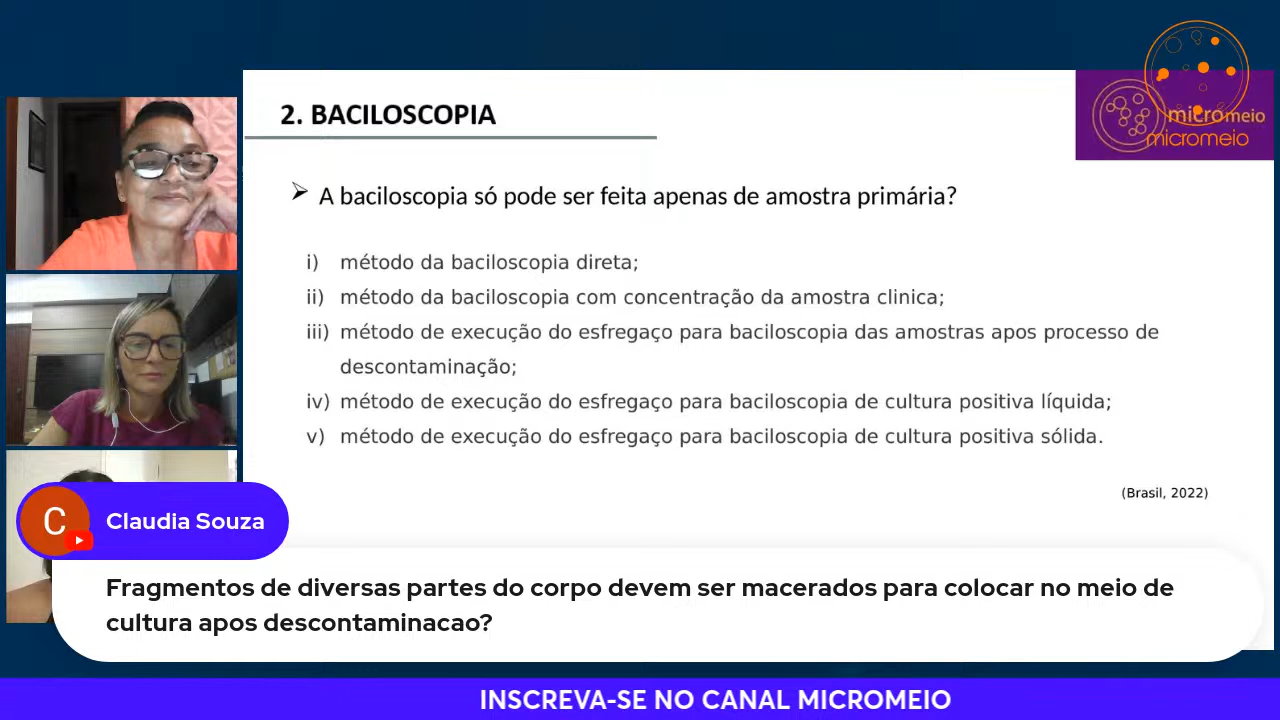 2. BACILOSCOPIA
micromeio
micromeio
➢ A baciloscopia só pode ser feita apenas de amostra primária?
i) método da baciloscopia direta;
ii) método da baciloscopia com concentração da amostra clinica;
iii) método de execução do esfregaço para baciloscopia das amostras apos processo de
descontaminação;
iv) método de execução do esfregaço para baciloscopia de cultura positiva líquida;
v) método de execução do esfregaço para baciloscopia de cultura positiva sólida.
(Brasil, 2022)
C
Claudia Souza
Fragmentos de diversas partes do corpo devem ser macerados para colocar no meio de
cultura apos descontaminacao?
INSCREVA-SE NO CANAL MICROMEIO